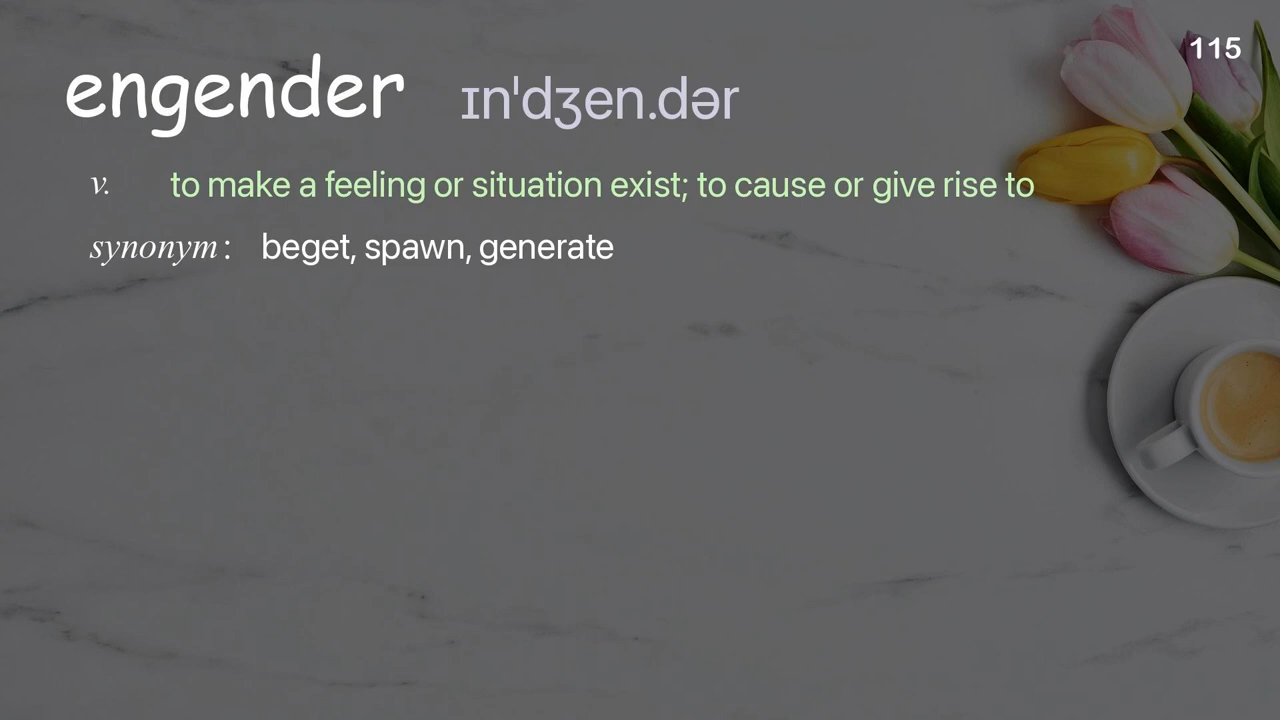 115
engender ɪnˈdʒen.dər
v. to make a feeling or situation exist; to cause or give rise to
synonym: beget, spawn, generate